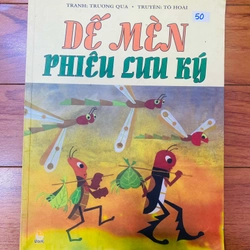 TRANH: TRƯƠNG QUA • TRUYỆN: TÔ HOÀI
50
DẾ MÈN
PHIÊU LƯU KÝ